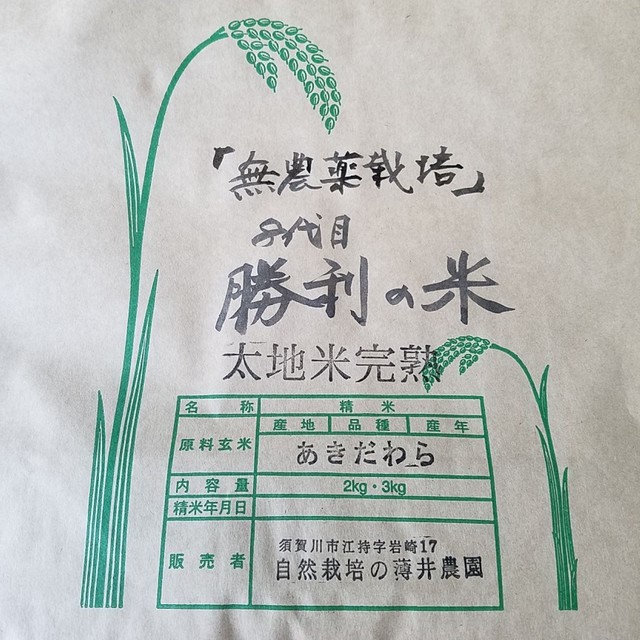 「無農薬栽培」
8代目
勝利の米
太地米完熟
名称 精米
原料玄米 産地 品種 産年
あきだわら
内容量 2kg・3kg
精米年月日
販売者 須賀川市江持字岩崎17
自然栽培の薄井農園